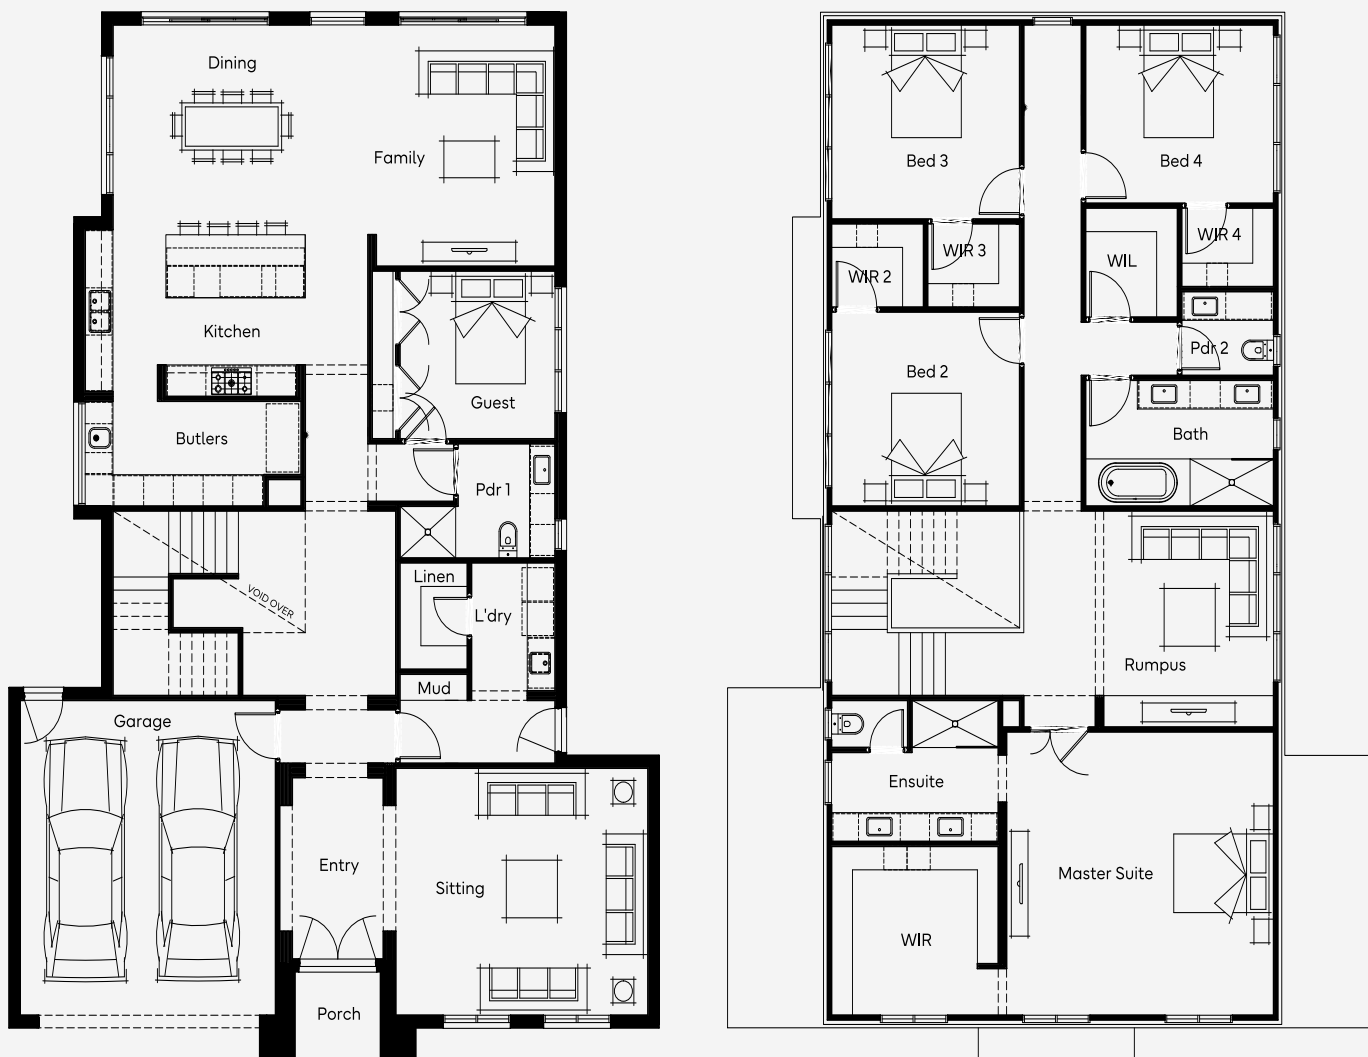 Dining
Family
Kitchen
Guest
Butlers
Pdr 1
VOID OVER
Linen
L'dry
Mud
Garage
Entry
Sitting
Porch
Bed 3
Bed 4
WIR 3
WIR 4
WIL
WIR 2
Pdr 2
Bed 2
Bath
Rumpus
Ensuite
Master Suite
WIR